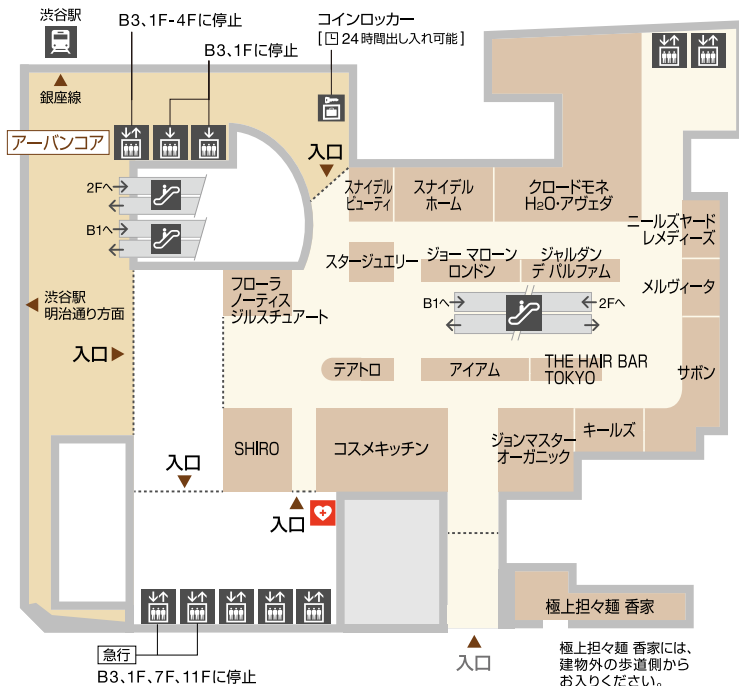 渋谷駅
銀座線
B3、1F-4Fに停止
B3、1Fに停止
コインロッカー
[24時間出し入れ可能]
アーバンコア
入口
2Fへ
B1へ
渋谷駅
明治通り方面
入口
スナイデル
ビューティ
スナイデル
ホーム
クロードモネ
H2O・アヴェダ
ニールズヤード
レメディーズ
スタージュエリー
ジョー マローン
ロンドン
ジャルダン
デ パルファム
メルヴィータ
フローラ
ノーティス
ジルスチュアート
B1へ
2Fへ
テアトロ
アイアム
THE HAIR BAR
TOKYO
サボン
SHIRO
コスメキッチン
ジョンマスター
オーガニック
キールズ
入口
入口
極上担々麺 香家
急行
B3、1F、7F、11Fに停止
入口
極上担々麺 香家には、
建物外の歩道側から
お入りください。